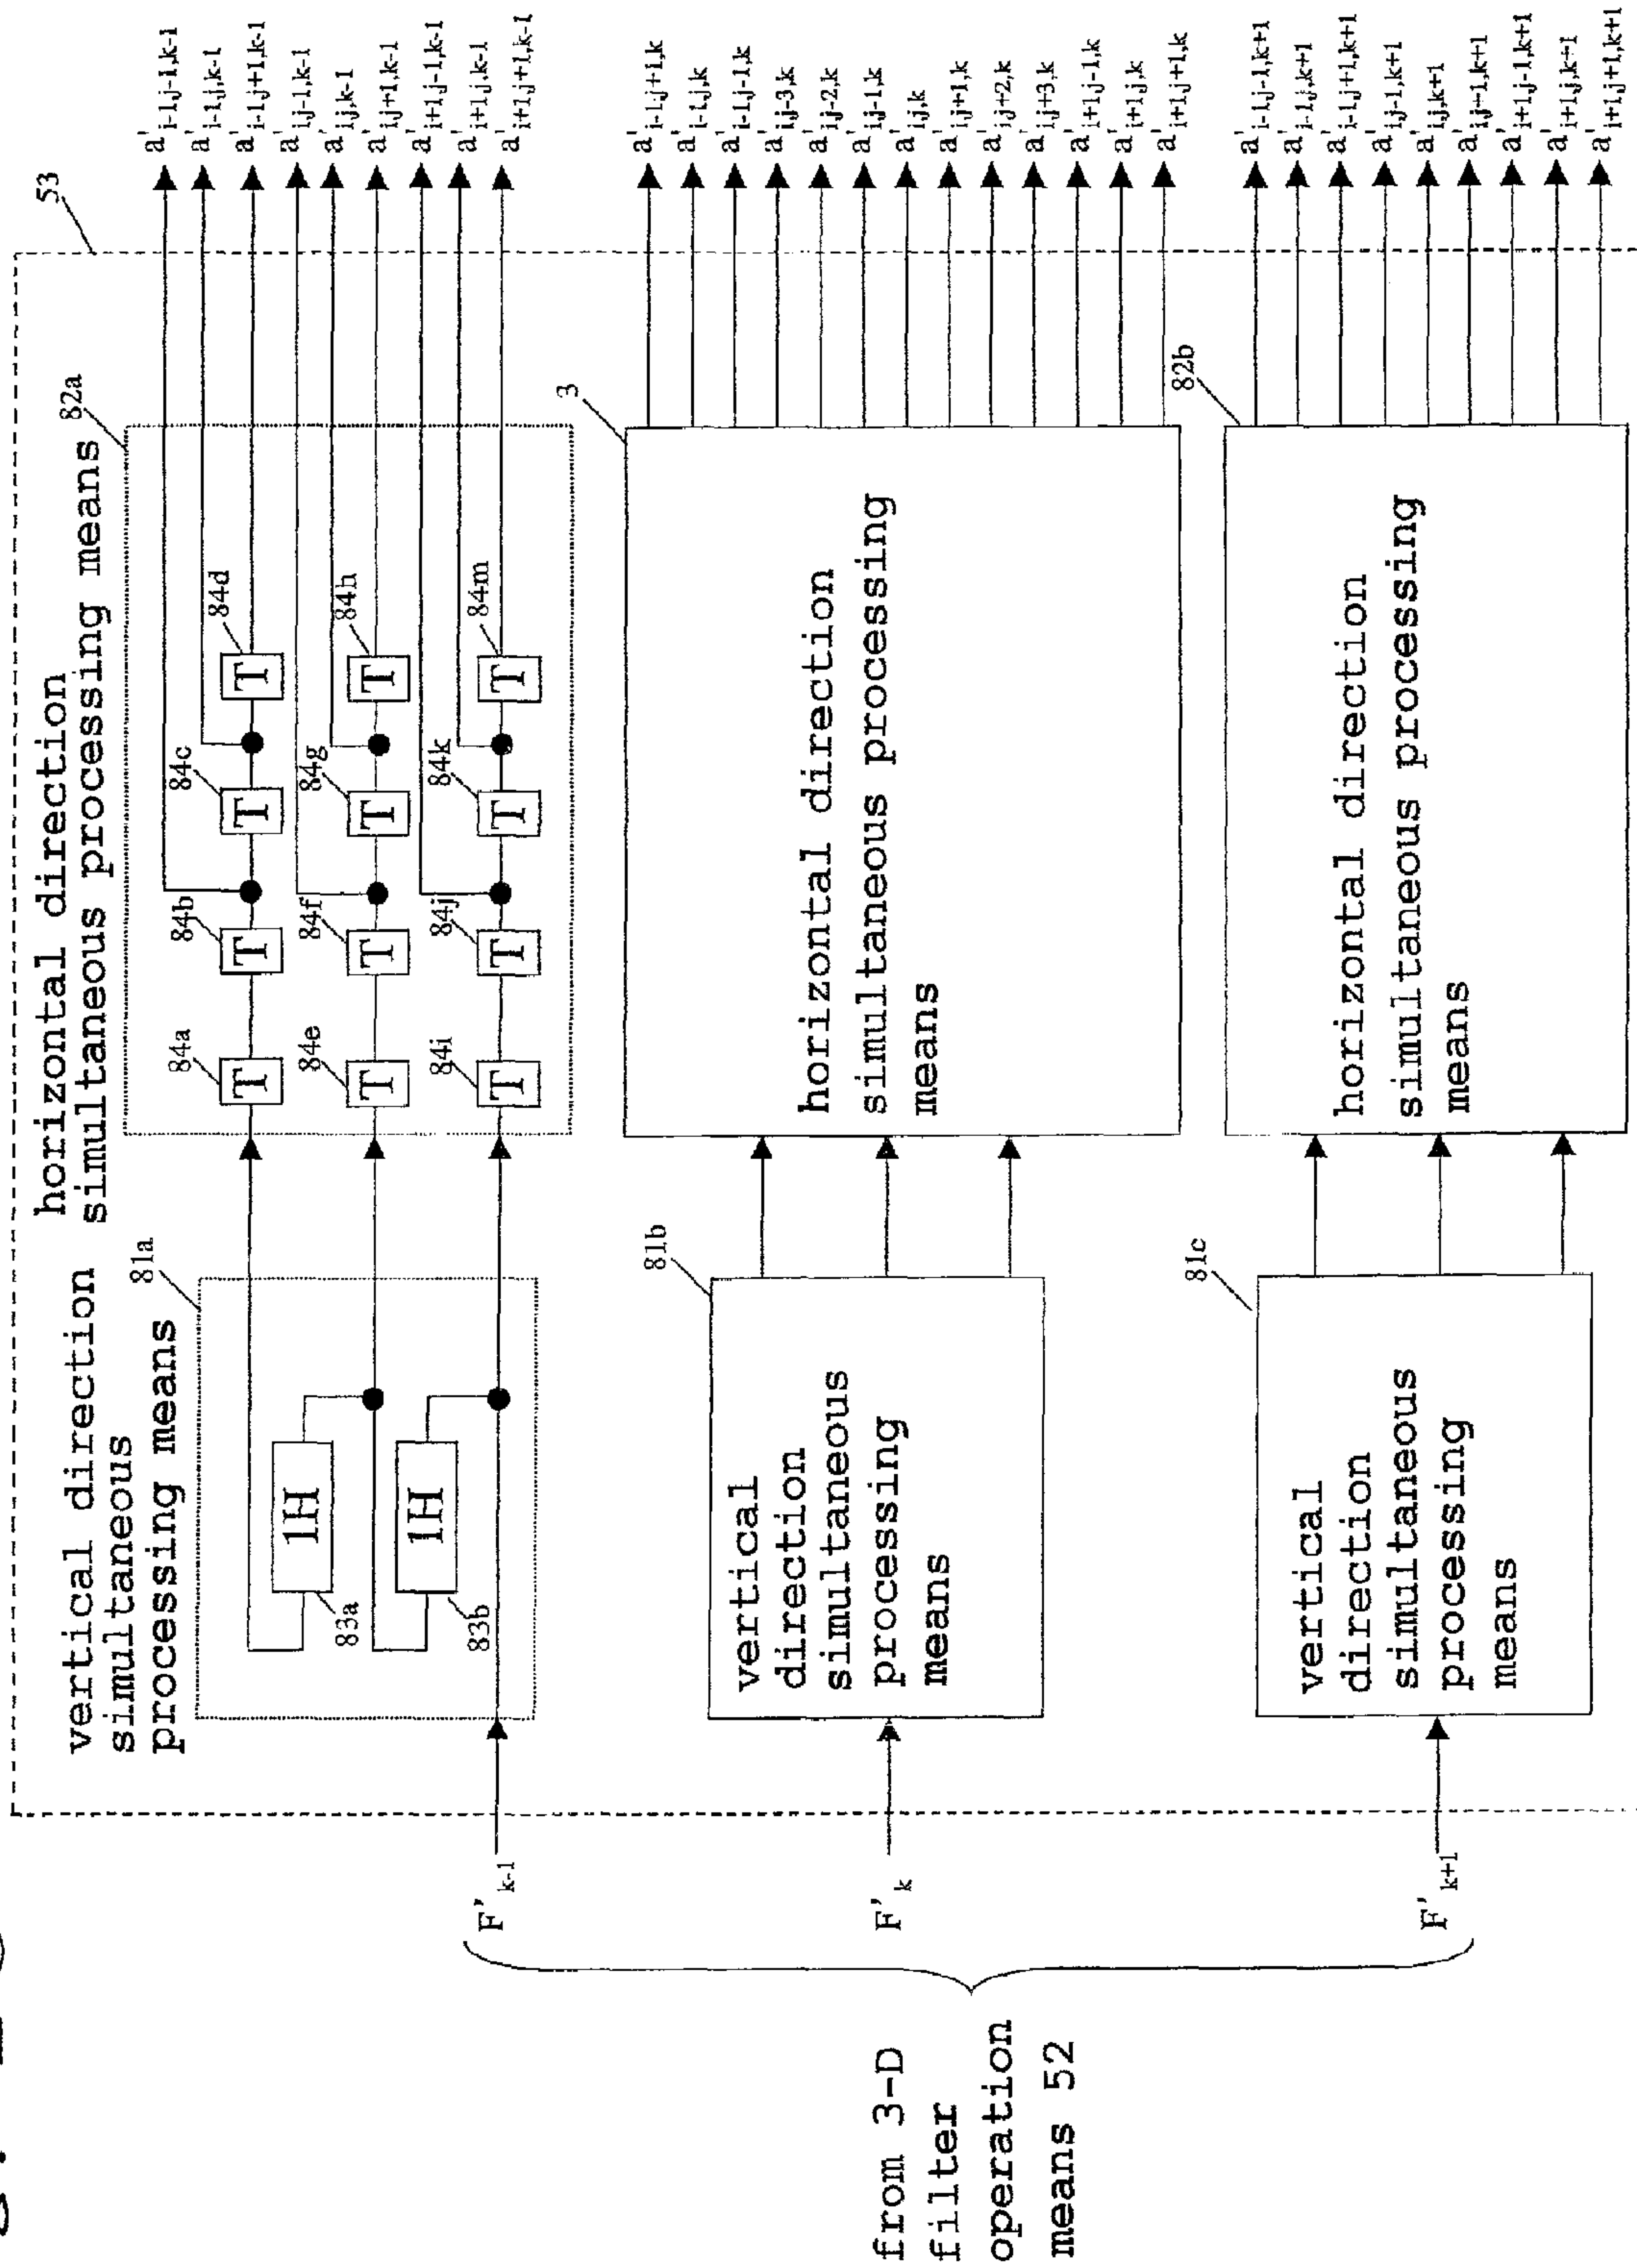 53
vertical direction
simultaneous
processing means
81a
horizontal direction
simultaneous processing means
82a
1H
83a
1H
83b
84a
T
84b
T
84c
T
84d
T
84e
T
84f
T
84g
T
84h
T
84i
T
84j
T
84k
T
84m
T
a'i-1,j-1,k-1
a'i-1,j,k-1
a'i-1,j+1,k-1
a'i,j-1,k-1
a'i,j,k-1
a'i,j+1,k-1
a'i+1,j-1,k-1
a'i+1,j,k-1
a'i+1,j+1,k-1
F'k-1
from 3-D
filter
operation
means 52
F'k
81b
vertical
direction
simultaneous
processing
means
3
horizontal direction
simultaneous processing
means
a'i-1,j+1,k
a'i-1,j,k
a'i-1,j-1,k
a'i,j-3,k
a'i,j-2,k
a'i,j-1,k
a'i,j,k
a'i,j+1,k
a'i,j+2,k
a'i,j+3,k
a'i+1,j-1,k
a'i+1,j,k
a'i+1,j+1,k
F'k+1
81c
vertical
direction
simultaneous
processing
means
82b
horizontal direction
simultaneous processing
means
a'i-1,j-1,k+1
a'i-1,j,k+1
a'i-1,j+1,k+1
a'i,j-1,k+1
a'i,j,k+1
a'i,j+1,k+1
a'i+1,j-1,k+1
a'i+1,j,k+1
a'i+1,j+1,k+1